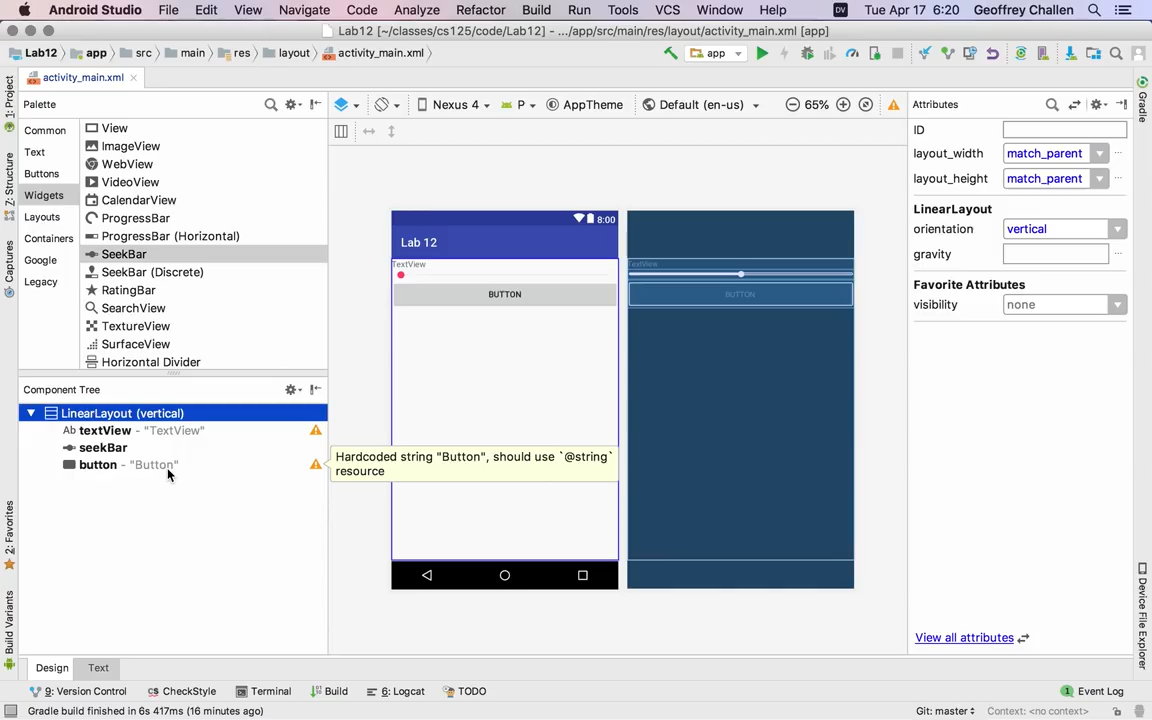 Android Studio File Edit View Navigate Code Analyze Refactor Build Run Tools VCS Window Help DV Tue Apr 17 6:20 Geoffrey Challen
Lab12 [~/classes/cs125/code/Lab12] - .../app/src/main/res/layout/activity_main.xml [app]
Lab12 app src main res layout activity_main.xml app
activity_main.xml
Palette
Nexus 4 P AppTheme Default (en-us) 65%
Attributes
Common
Text
Buttons
Widgets
Layouts
Containers
Google
Legacy
View
ImageView
WebView
VideoView
CalendarView
ProgressBar
ProgressBar (Horizontal)
SeekBar
SeekBar (Discrete)
RatingBar
SearchView
TextureView
SurfaceView
Horizontal Divider
Component Tree
LinearLayout (vertical)
Ab textView - "TextView"
seekBar
button - "Button"
Hardcoded string "Button", should use `@string`
resource
8:00
Lab 12
TextView
BUTTON
TextView
BUTTON
ID
layout_width match_parent ...
layout_height match_parent ...
LinearLayout
orientation vertical
gravity
Favorite Attributes
visibility none
View all attributes
1: Project
Z: Structure
Captures
2: Favorites
Build Variants
Gradle
Device File Explorer
Design Text
9: Version Control CheckStyle Terminal Build 6: Logcat TODO 1 Event Log
Gradle build finished in 6s 417ms (16 minutes ago) Git: master Context: <no context>